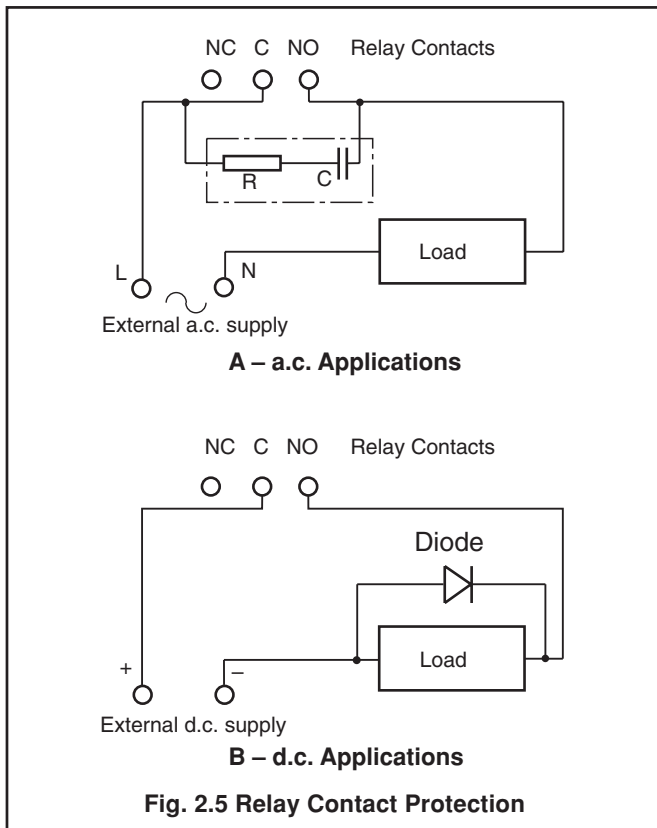 NC C NO Relay Contacts
R C
L N
Load
External a.c. supply
A – a.c. Applications
NC C NO Relay Contacts
Diode
+ –
Load
External d.c. supply
B – d.c. Applications
Fig. 2.5 Relay Contact Protection